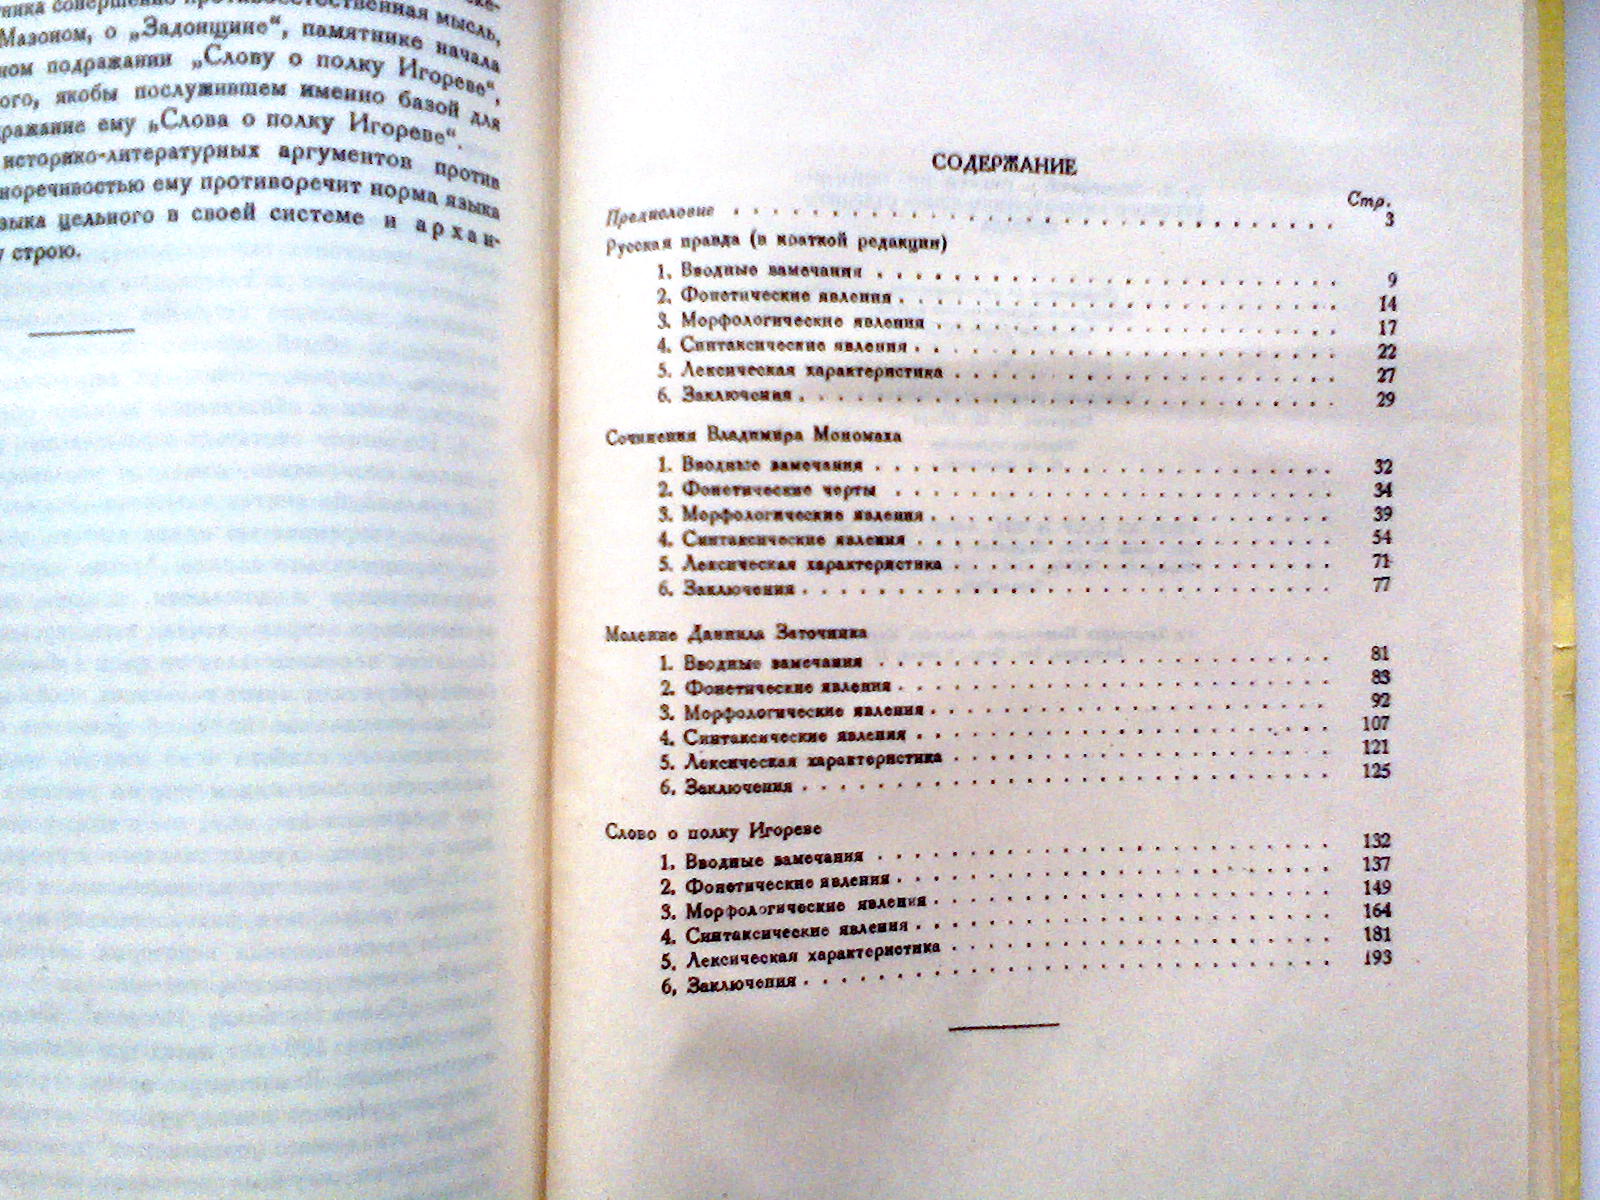 совершенно противоестественная мысль,
Мазоном, о „Задонщине“, памятнике начала
подражании „Слову о полку Игореве“,
якобы послужившем именно базой для
ему „Слова о полку Игореве“.
историко-литературных аргументов против
ему противоречит норма языка
цельного в своей системе и архаи-
строю.
СОДЕРЖАНИЕ
Стр.
Предисловие . . . . . 3
Русская правда (в краткой редакции)
1. Вводные замечания . . . . . 9
2. Фонетические явления . . . . . 14
3. Морфологические явления . . . . . 17
4. Синтаксические явления . . . . . 22
5. Лексическая характеристика . . . . . 27
6. Заключения . . . . . 29
Сочинения Владимира Мономаха
1. Вводные замечания . . . . . 32
2. Фонетические черты . . . . . 34
3. Морфологические явления . . . . . 39
4. Синтаксические явления . . . . . 54
5. Лексическая характеристика . . . . . 71
6. Заключения . . . . . 77
Моление Даниила Заточника
1. Вводные замечания . . . . . 81
2. Фонетические явления . . . . . 83
3. Морфологические явления . . . . . 92
4. Синтаксические явления . . . . . 107
5. Лексическая характеристика . . . . . 121
6. Заключения . . . . . 125
Слово о полку Игореве
1. Вводные замечания . . . . . 132
2. Фонетические явления . . . . . 137
3. Морфологические явления . . . . . 149
4. Синтаксические явления . . . . . 164
5. Лексическая характеристика . . . . . 181
6. Заключения . . . . . 193